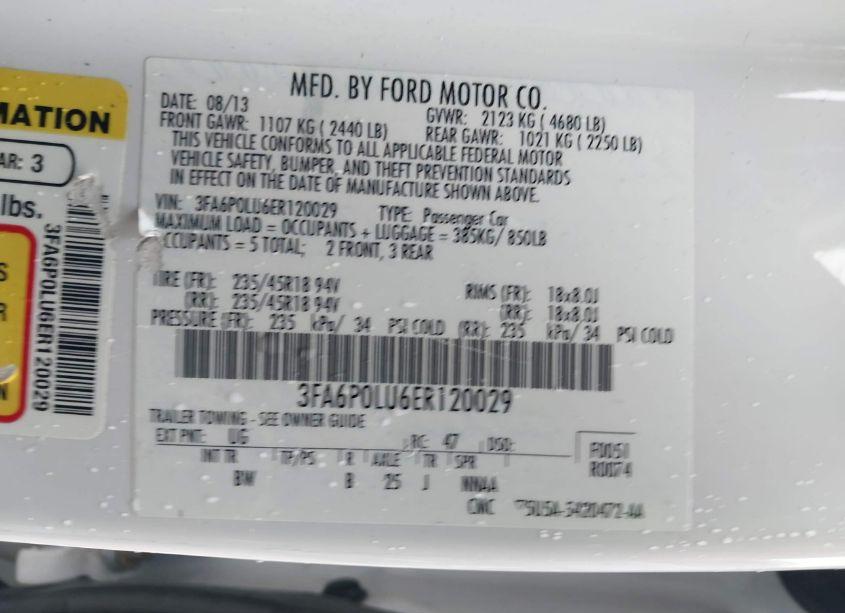 MATION
AR: 3
lbs.
S
R
N
3FA6P0LU6ER120029
MFD. BY FORD MOTOR CO.
DATE: 08/13 GVWR: 2123 KG ( 4680 LB)
FRONT GAWR: 1107 KG ( 2440 LB) REAR GAWR: 1021 KG ( 2250 LB)
THIS VEHICLE CONFORMS TO ALL APPLICABLE FEDERAL MOTOR
VEHICLE SAFETY, BUMPER, AND THEFT PREVENTION STANDARDS
IN EFFECT ON THE DATE OF MANUFACTURE SHOWN ABOVE.
VIN: 3FA6P0LU6ER120029 TYPE: Passenger Car
MAXIMUM LOAD = OCCUPANTS + LUGGAGE = 385KG/ 850LB
OCCUPANTS = 5 TOTAL; 2 FRONT, 3 REAR
TIRE (FR): 235/45R18 94V RIMS (FR): 18x8.0J
(RR): 235/45R18 94V (RR): 18x8.0J
PRESSURE (FR): 235 kPa/ 34 PSI COLD (RR): 235 kPa/ 34 PSI COLD
3FA6P0LU6ER120029
TRAILER TOWING - SEE OWNER GUIDE
EXT PNT: UG RC: 47 DSO: F0051
INT TR TP/PS R AXLE TR SPR R0074
BW B 25 J NNAA